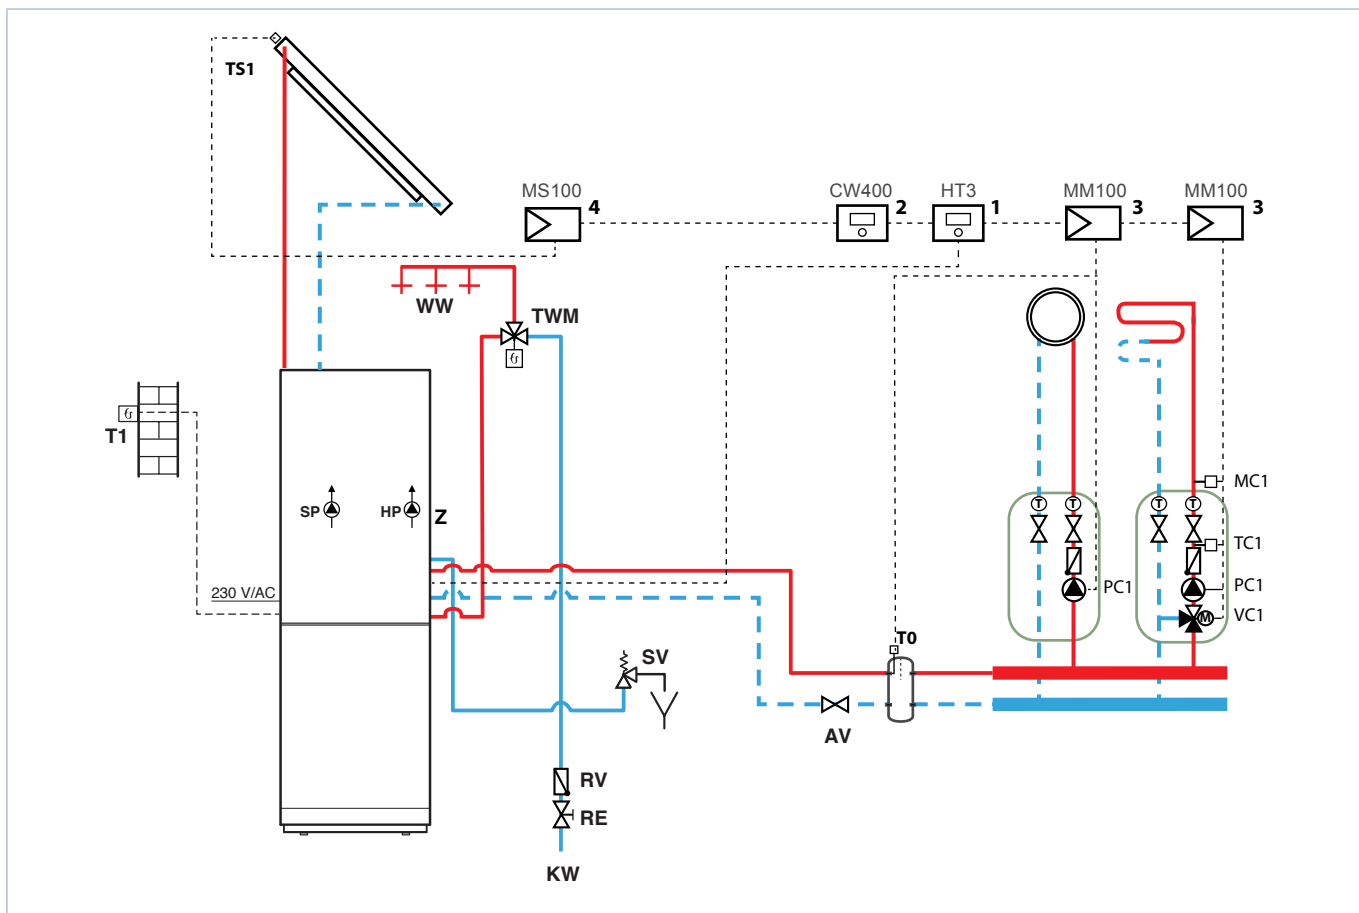 TS1
MS100
4
CW400
2
HT3
1
MM100
3
MM100
3
WW
TWM
T1
SP
HP
Z
230 V/AC
T
T
T
T
MC1
TC1
PC1
PC1
VC1
M
T0
SV
AV
RV
RE
KW